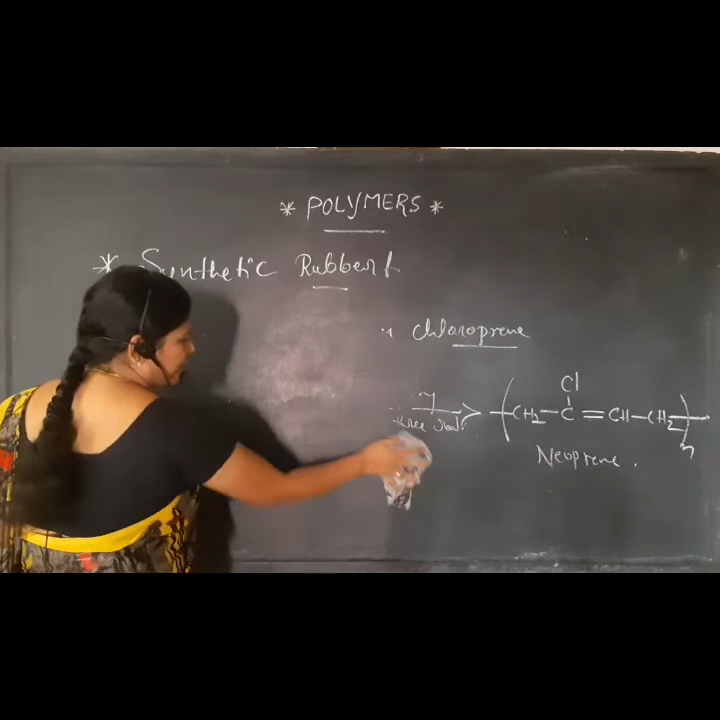 * POLYMERS *
* Synthetic Rubber
chloroprene
Cl
CH2-C=CH-CH2
n
Neoprene.